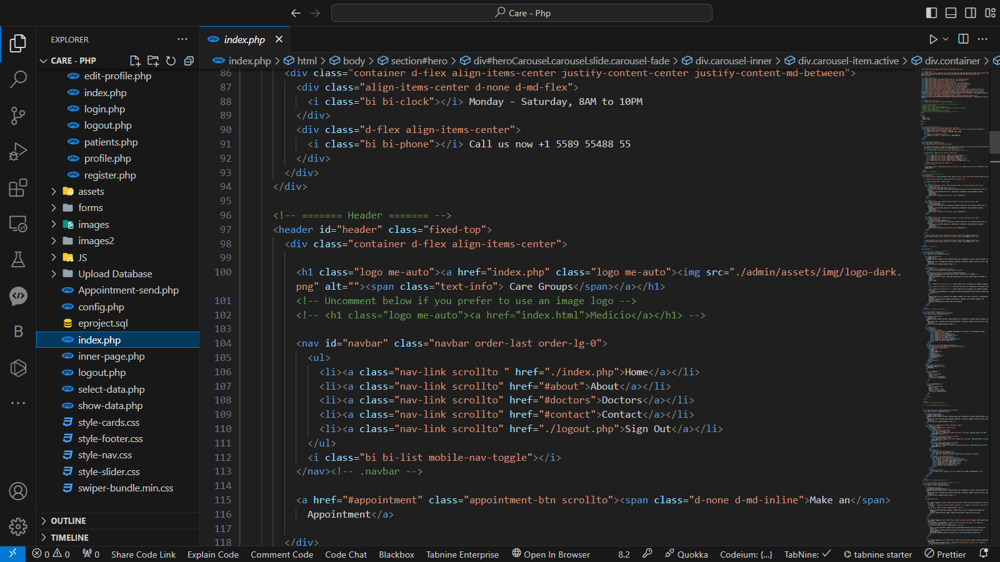 Care - Php
EXPLORER
index.php
CARE - PHP
index.php
html
body
section#hero
div#heroCarousel.carousel.slide.carousel-fade
div.carousel-inner
div.carousel-item.active
div.container
edit-profile.php
index.php
login.php
logout.php
patients.php
profile.php
register.php
assets
forms
images
images2
JS
Upload Database
Appointment-send.php
config.php
eproject.sql
index.php
inner-page.php
logout.php
select-data.php
show-data.php
style-cards.css
style-footer.css
style-nav.css
style-slider.css
swiper-bundle.min.css
OUTLINE
TIMELINE
86 <div class="container d-flex align-items-center justify-content-center justify-content-md-between">
87 <div class="align-items-center d-none d-md-flex">
88 <i class="bi bi-clock"></i> Monday - Saturday, 8AM to 10PM
89 </div>
90 <div class="d-flex align-items-center">
91 <i class="bi bi-phone"></i> Call us now +1 5589 55488 55
92 </div>
93 </div>
94 </div>
95
96 <!-- ======= Header ======= -->
97 <header id="header" class="fixed-top">
98 <div class="container d-flex align-items-center">
99
100 <h1 class="logo me-auto"><a href="index.php" class="logo me-auto"><img src="./admin/assets/img/logo-dark.
png" alt=""><span class="text-info"> Care Groups</span></a></h1>
101 <!-- Uncomment below if you prefer to use an image logo -->
102 <!-- <h1 class="logo me-auto"><a href="index.html">Medicio</a></h1> -->
103
104 <nav id="navbar" class="navbar order-last order-lg-0">
105 <ul>
106 <li><a class="nav-link scrollto " href="./index.php">Home</a></li>
107 <li><a class="nav-link scrollto" href="#about">About</a></li>
108 <li><a class="nav-link scrollto" href="#doctors">Doctors</a></li>
109 <li><a class="nav-link scrollto" href="#contact">Contact</a></li>
110 <li><a class="nav-link scrollto" href="./logout.php">Sign Out</a></li>
111 </ul>
112 <i class="bi bi-list mobile-nav-toggle"></i>
113 </nav><!-- .navbar -->
114
115 <a href="#appointment" class="appointment-btn scrollto"><span class="d-none d-md-inline">Make an</span>
116 Appointment</a>
117
118 </div>
0 0 0 Share Code Link Explain Code Comment Code Code Chat Blackbox Tabnine Enterprise Open In Browser 8.2 Quokka Codeium: {...} TabNine: tabnine starter Prettier